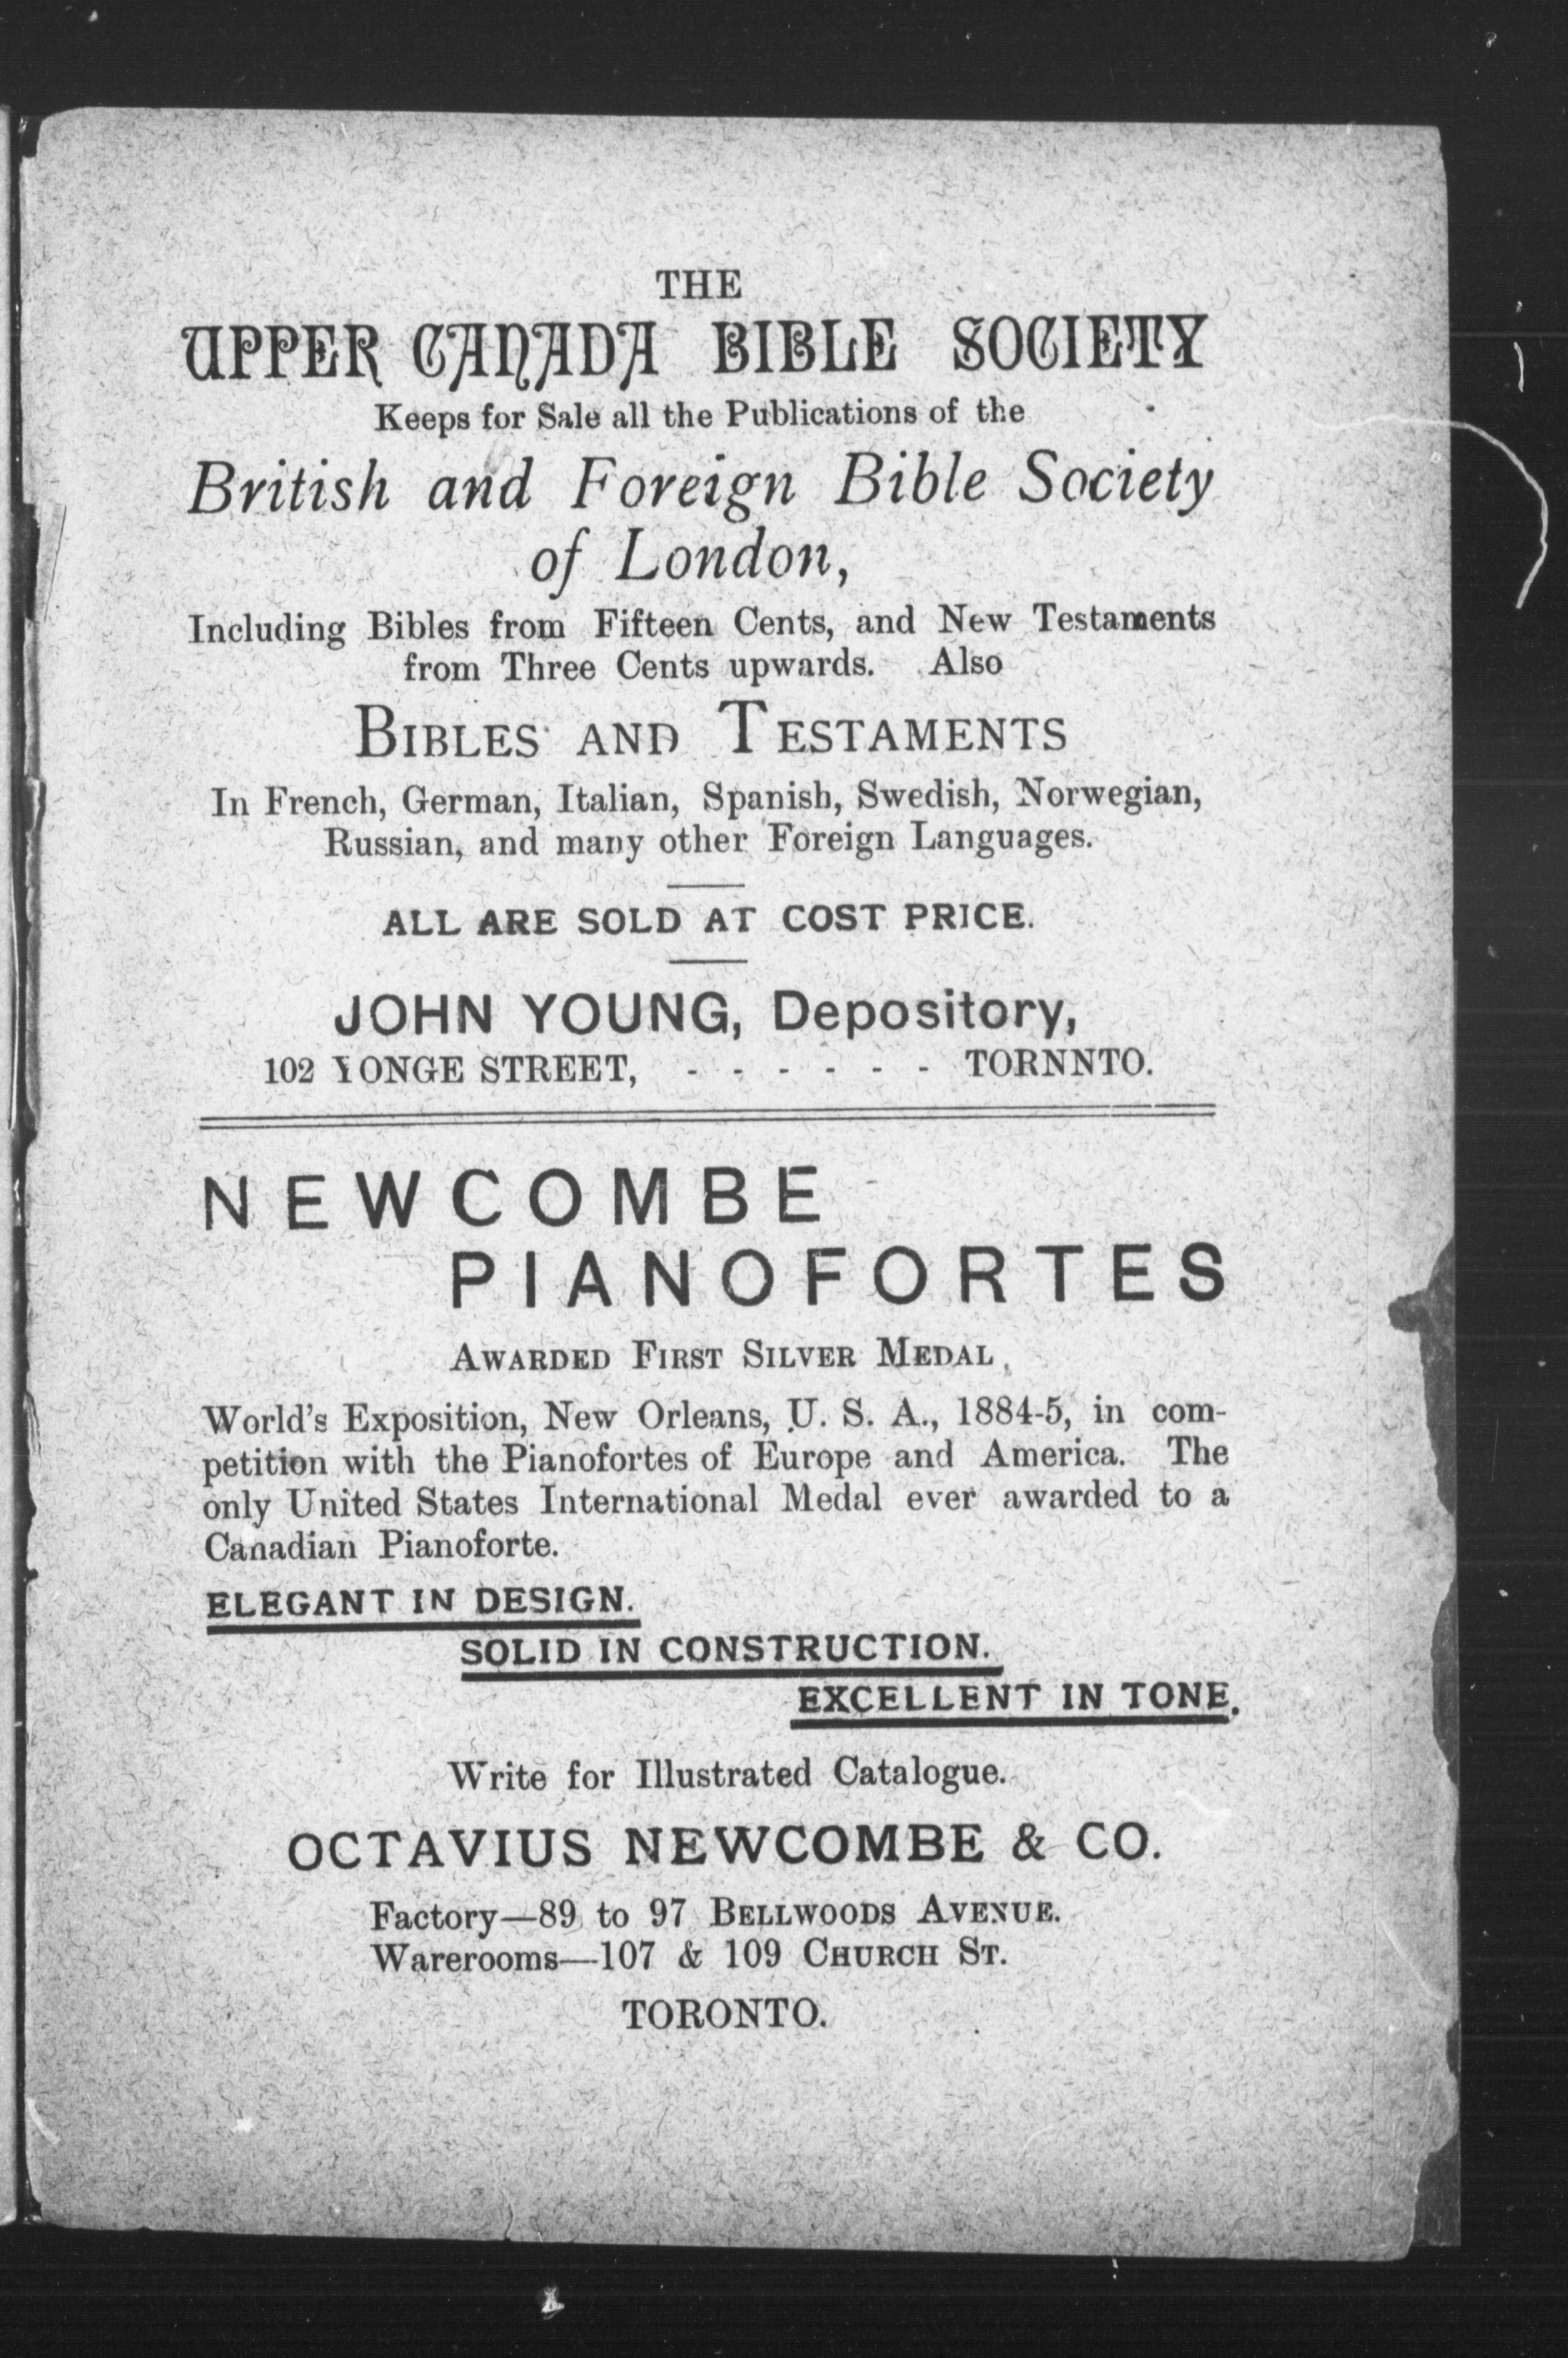 THE
UPPER CANADA BIBLE SOCIETY
Keeps for Sale all the Publications of the
British and Foreign Bible Society
of London,
Including Bibles from Fifteen Cents, and New Testaments
from Three Cents upwards. Also
BIBLES AND TESTAMENTS
In French, German, Italian, Spanish, Swedish, Norwegian,
Russian, and many other Foreign Languages.
ALL ARE SOLD AT COST PRICE.
JOHN YOUNG, Depository,
102 YONGE STREET, - - - - - - TORNNTO.
NEWCOMBE
PIANOFORTES
AWARDED FIRST SILVER MEDAL,
World's Exposition, New Orleans, U. S. A., 1884-5, in com-
petition with the Pianofortes of Europe and America. The
only United States International Medal ever awarded to a
Canadian Pianoforte.
ELEGANT IN DESIGN.
SOLID IN CONSTRUCTION.
EXCELLENT IN TONE.
Write for Illustrated Catalogue.
OCTAVIUS NEWCOMBE & CO.
Factory—89 to 97 BELLWOODS AVENUE.
Warerooms—107 & 109 CHURCH ST.
TORONTO.